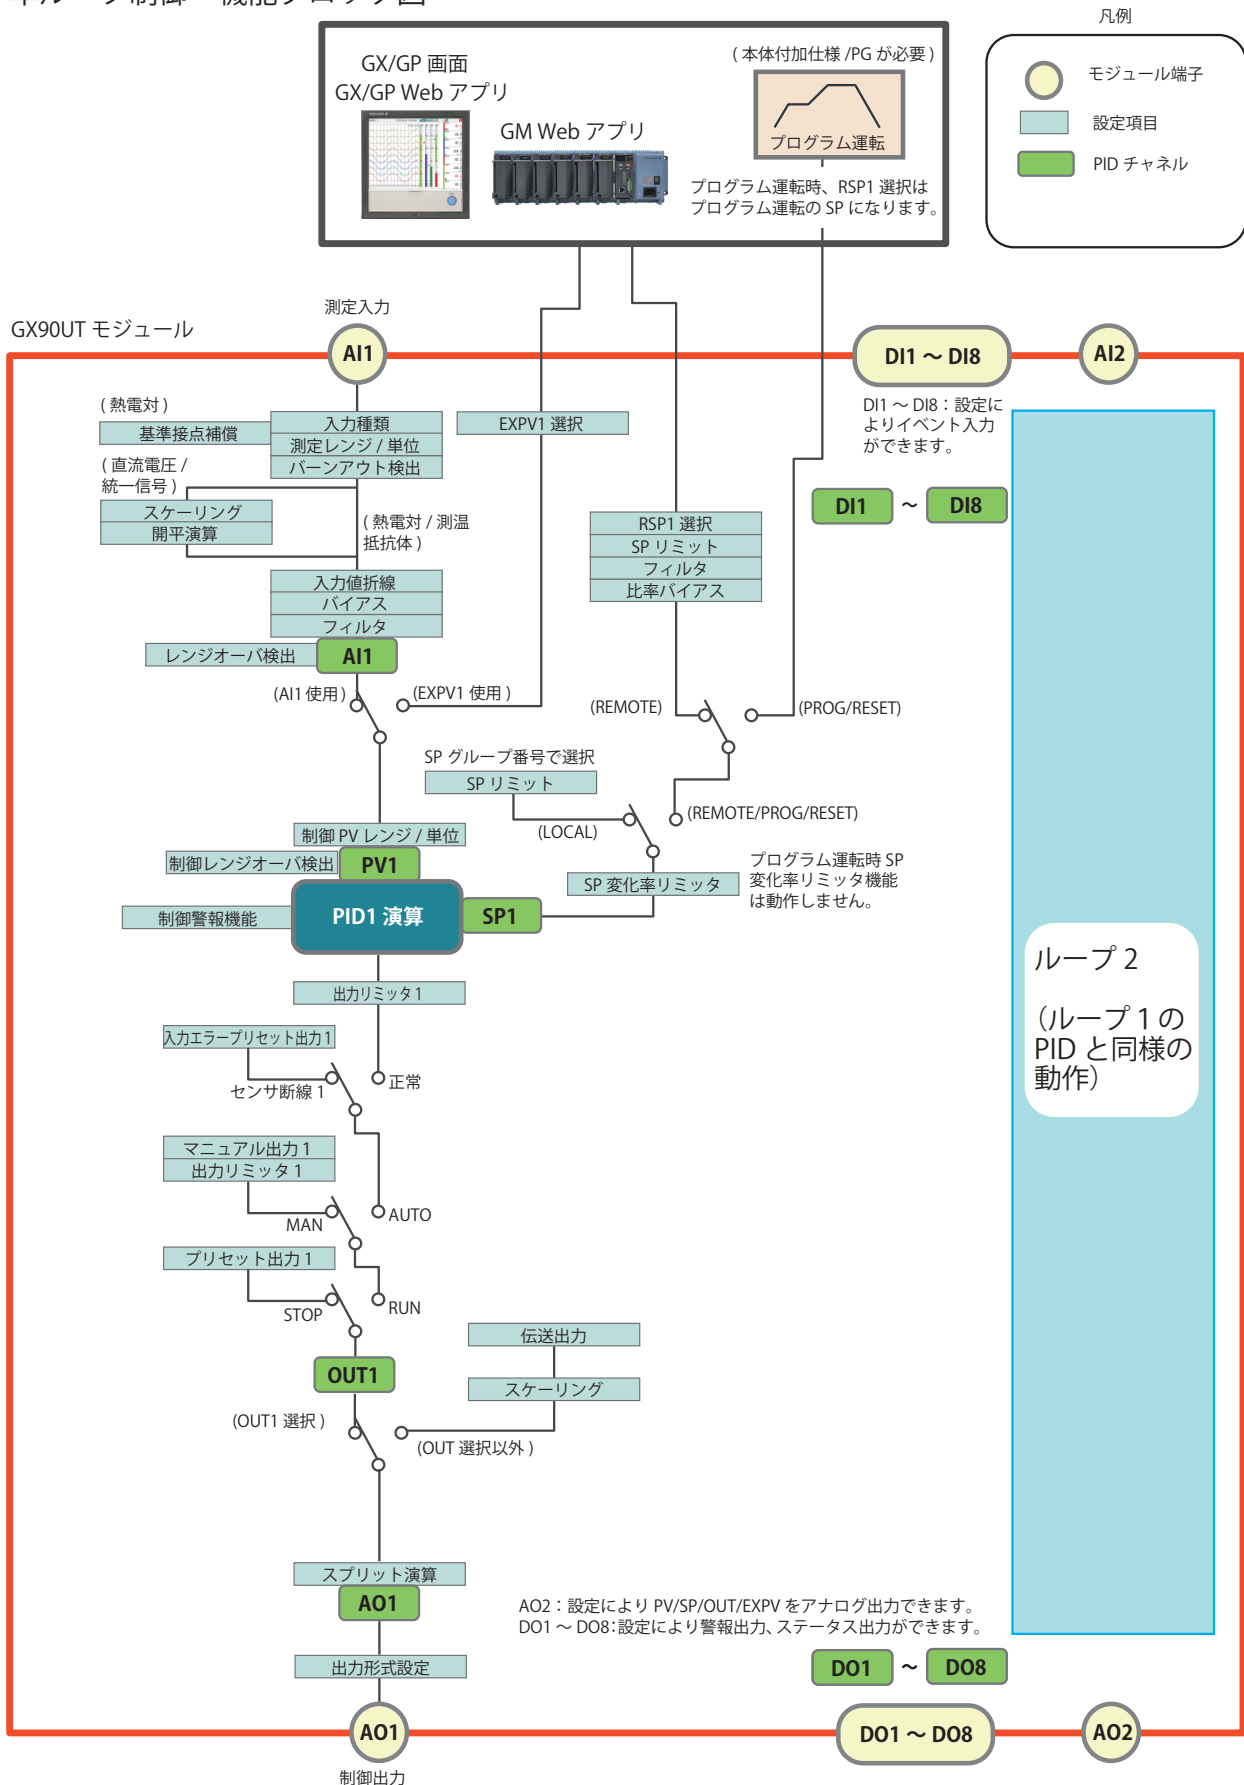 単ループ制御 機能ブロック図
凡例
モジュール端子
設定項目
PID チャネル
GX/GP 画面
GX/GP Web アプリ
GM Web アプリ
( 本体付加仕様 /PG が必要 )
プログラム運転
プログラム運転時、RSP1 選択は
プログラム運転の SP になります。
測定入力
GX90UT モジュール
AI1
DI1 ～ DI8
AI2
( 熱電対 )
基準接点補償
入力種類
測定レンジ / 単位
バーンアウト検出
EXPV1 選択
DI1 ～ DI8：設定に
よりイベント入力
ができます。
( 直流電圧 /
統一信号 )
スケーリング
開平演算
( 熱電対 / 測温
抵抗体 )
DI1 ～ DI8
RSP1 選択
SP リミット
フィルタ
比率バイアス
入力値折線
バイアス
フィルタ
レンジオーバ検出
AI1
(AI1 使用 )
(EXPV1 使用 )
(REMOTE)
(PROG/RESET)
SP グループ番号で選択
SP リミット
(LOCAL)
(REMOTE/PROG/RESET)
制御 PV レンジ / 単位
制御レンジオーバ検出
PV1
SP 変化率リミッタ
プログラム運転時 SP
変化率リミッタ機能
は動作しません。
制御警報機能
PID1 演算
SP1
ループ 2
（ループ 1 の
PID と同様の
動作）
出力リミッタ 1
入力エラープリセット出力 1
センサ断線 1
正常
マニュアル出力 1
出力リミッタ 1
MAN
AUTO
プリセット出力 1
STOP
RUN
伝送出力
OUT1
スケーリング
(OUT1 選択 )
(OUT 選択以外 )
スプリット演算
AO1
AO2：設定により PV/SP/OUT/EXPV をアナログ出力できます。
DO1 ～ DO8：設定により警報出力、ステータス出力ができます。
出力形式設定
DO1 ～ DO8
AO1
DO1 ～ DO8
AO2
制御出力